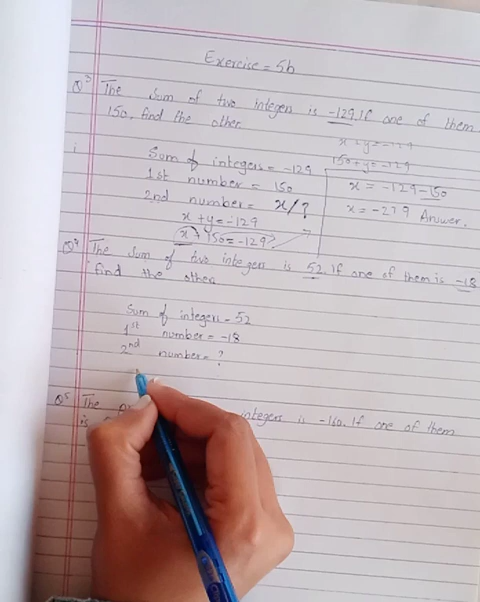 Exercise = 5b
Q3 The sum of two integers is -129. If one of them
150, find the other.
x + y = -129
150 + y = -129
i Sum of integers = -129
1st number = 150
2nd number = x/?
x + y = -129
x + 150 = -129?
x = -129 - 150
x = -279 Answer.
Q4 The sum of two integers is 52. If one of them is -18
find the other.
Sum of integers = 52
1st number = -18
2nd number = ?
Q5 The integers is -160. If one of them
is